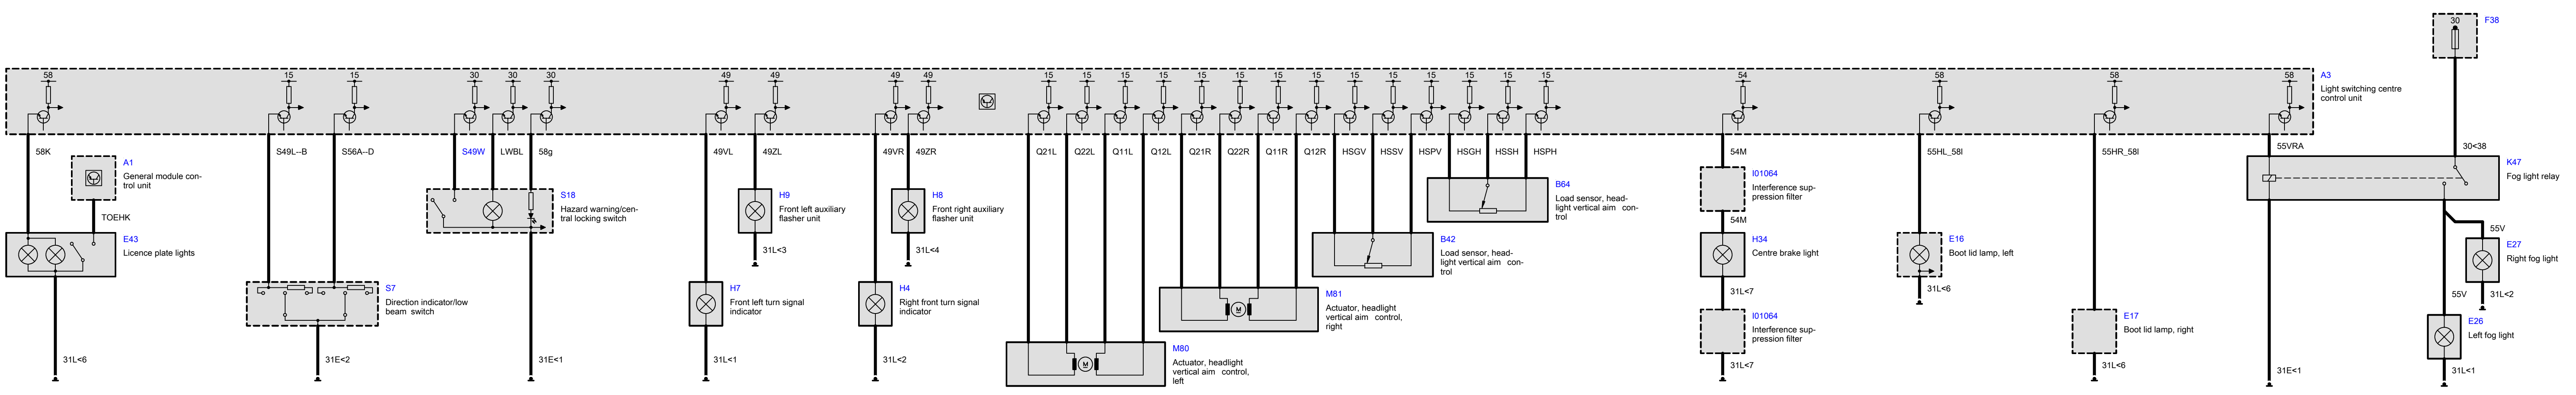 30
F38
58
15
15
30
30
30
49
49
49
49
15
15
15
15
15
15
15
15
15
15
15
15
15
15
54
58
58
58
A3
Light switching centre
control unit
58K
S49L--B
S56A--D
S49W
LWBL
58g
49VL
49ZL
49VR
49ZR
Q21L
Q22L
Q11L
Q12L
Q21R
Q22R
Q11R
Q12R
HSGV
HSSV
HSPV
HSGH
HSSH
HSPH
54M
55HL_58l
55HR_58l
55VRA
30<38
A1
General module con-
trol unit
TOEHK
E43
Licence plate lights
31L<6
S7
Direction indicator/low
beam switch
31E<2
S18
Hazard warning/cen-
tral locking switch
31E<1
H9
Front left auxiliary
flasher unit
31L<3
H7
Front left turn signal
indicator
31L<1
H8
Front right auxiliary
flasher unit
31L<4
H4
Right front turn signal
indicator
31L<2
M
M80
Actuator, headlight
vertical aim control,
left
M
M81
Actuator, headlight
vertical aim control,
right
B42
Load sensor, head-
light vertical aim con-
trol
B64
Load sensor, head-
light vertical aim con-
trol
I01064
Interference sup-
pression filter
54M
H34
Centre brake light
31L<7
I01064
Interference sup-
pression filter
31L<7
E16
Boot lid lamp, left
31L<6
E17
Boot lid lamp, right
31L<6
K47
Fog light relay
31E<1
55V
E27
Right fog light
31L<2
55V
E26
Left fog light
31L<1